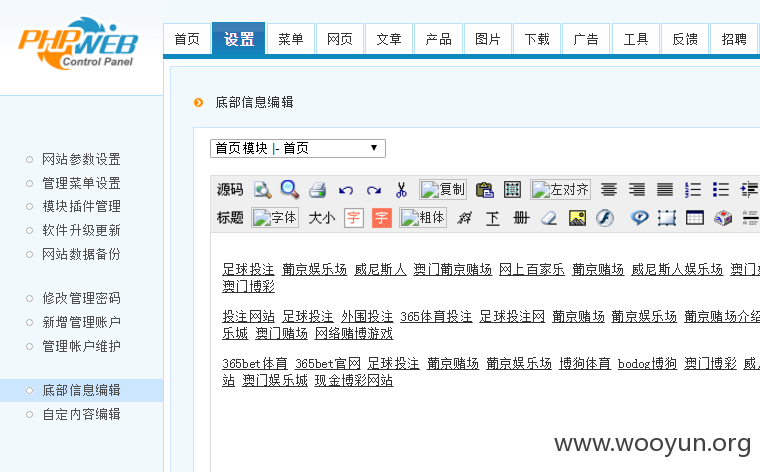 PHPWEB
Control Panel
首页 设置 菜单 网页 文章 产品 图片 下载 广告 工具 反馈 招聘
底部信息编辑
网站参数设置
管理菜单设置
模块插件管理
软件升级更新
网站数据备份
修改管理密码
新增管理账户
管理帐户维护
底部信息编辑
自定内容编辑
首页模块 |- 首页
源码 复制 左对齐
标题 字体 大小 字 字 粗体 斜 下 册
足球投注 葡京娱乐场 威尼斯人 澳门葡京赌场 网上百家乐 葡京赌场 威尼斯人娱乐场 澳门
澳门博彩
投注网站 足球投注 外围投注 365体育投注 足球投注网 葡京赌场 葡京娱乐场 葡京赌场介绍
乐城 澳门赌场 网络赌博游戏
365bet体育 365bet官网 足球投注 葡京赌场 葡京娱乐场 博狗体育 bodog博狗 澳门博彩 威
站 澳门娱乐城 现金博彩网站
www.wooyun.org